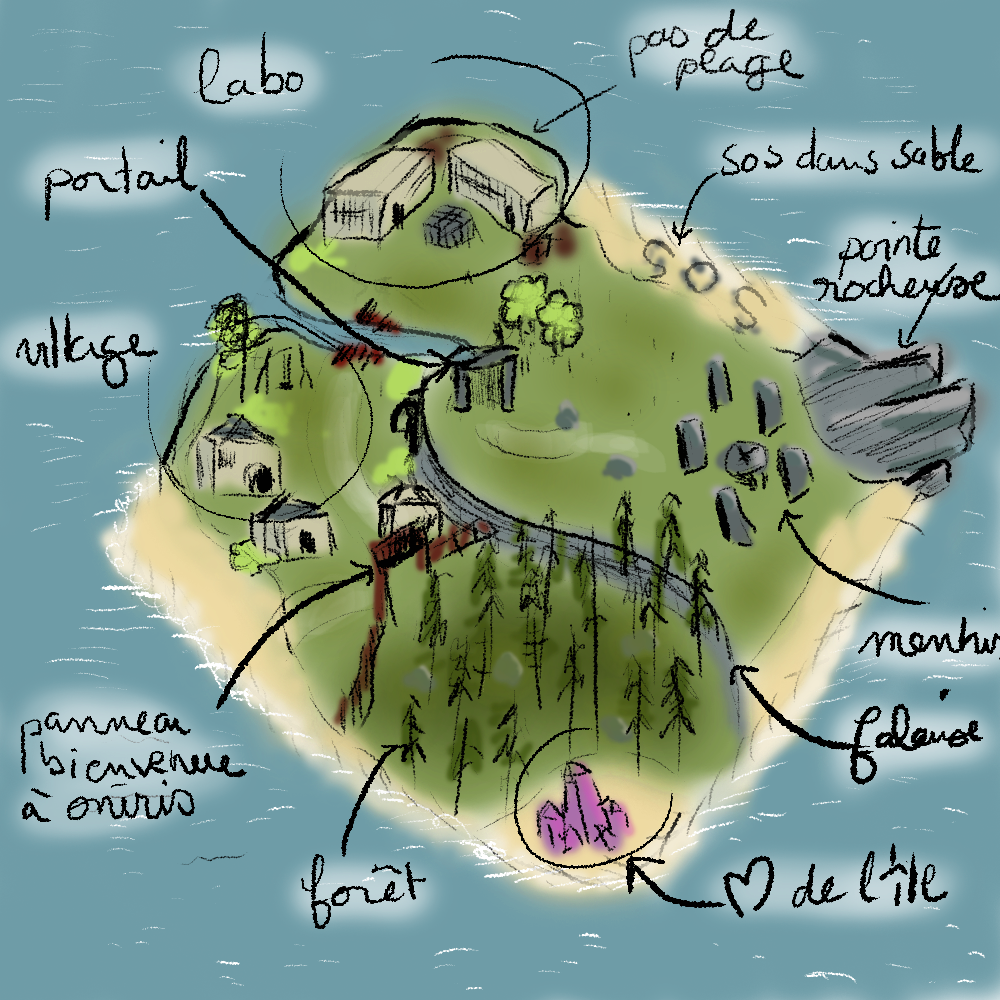 labo
pas de
plage
portail
sos dans sable
pointe
rocheuse
village
SOS
menhirs
falaise
panneau
bienvenue
à oniris
forêt
♡ de l'île